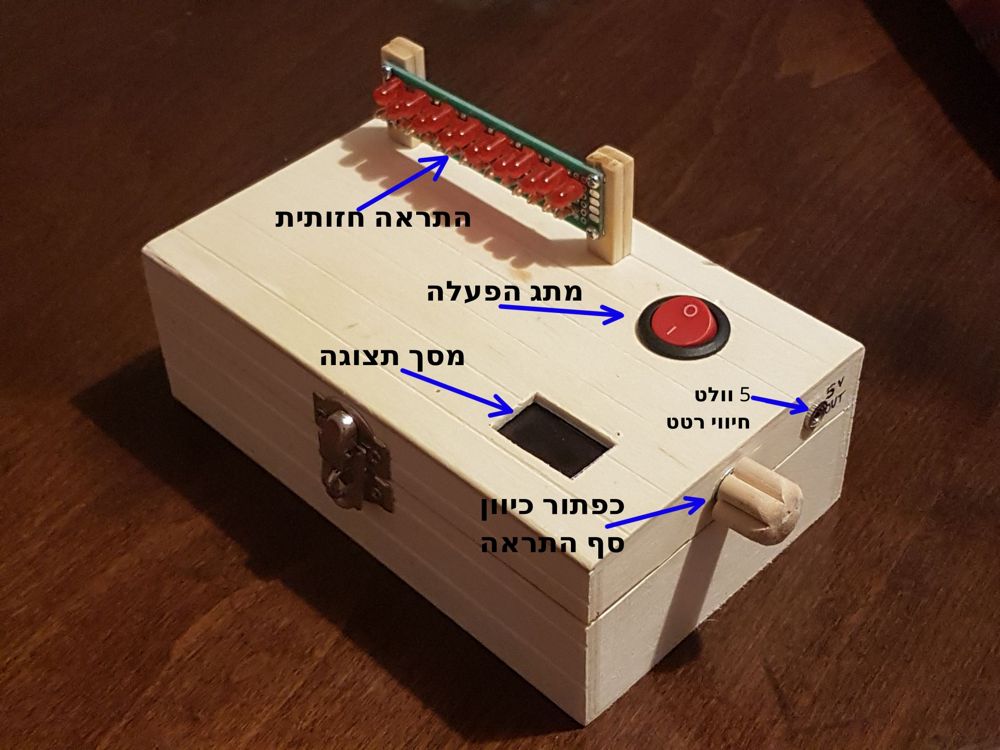 התראה חזותית
מתג הפעלה
מסך תצוגה
5 וולט
חיווי רטט
5V
OUT
כפתור כיוון
סף התראה